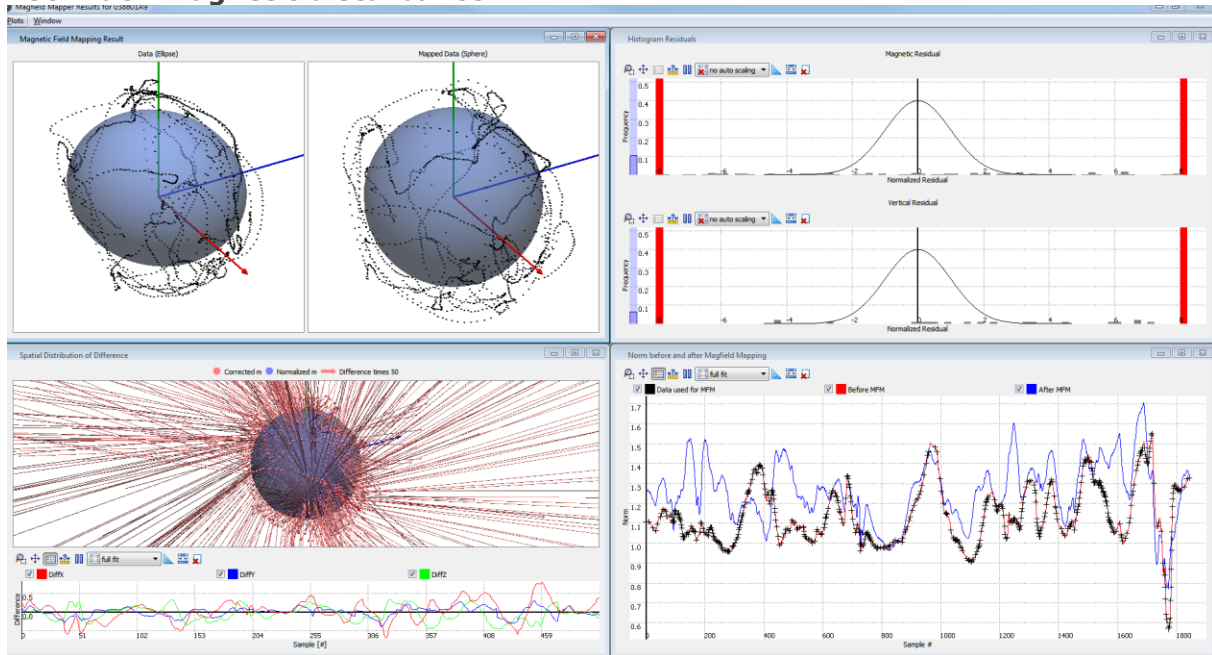 Magfield Mapper Results for 038801A9
Plots Window
Magnetic Field Mapping Result
Data (Ellipse) Mapped Data (Sphere)
Histogram Residuals
Magnetic Residual
no auto scaling
0.5
0.4
0.3
0.2
0.1
Frequency
-4 -2 0 2 4 6 8
Normalized Residual
Vertical Residual
no auto scaling
0.5
0.4
0.3
0.2
0.1
Frequency
-4 -2 0 2 4 6 8
Normalized Residual
Spatial Distribution of Difference
Corrected m Normalized m Difference times 50
full fit
DiffX DiffY DiffZ
0.5
0.0
Difference
0 51 102 153 204 255 306 357 408 459
Sample [#]
Norm before and after Magfield Mapping
full fit
Data used for MFM Before MFM After MFM
1.7
1.6
1.5
1.4
1.3
1.2
1.1
1.0
0.9
0.8
0.7
0.6
Norm
0 200 400 600 800 1000 1200 1400 1600 1800
Sample #